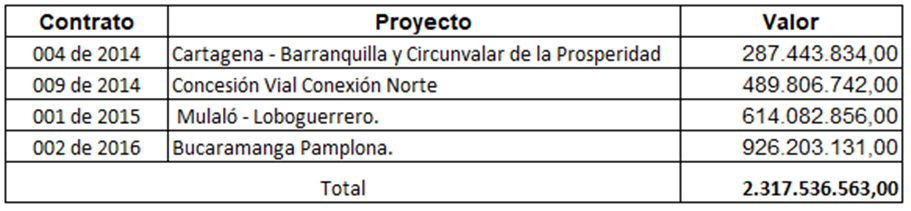 Contrato Proyecto Valor
004 de 2014 Cartagena - Barranquilla y Circunvalar de la Prosperidad 287.443.834,00
009 de 2014 Concesión Vial Conexión Norte 489.806.742,00
001 de 2015 Mulaló - Loboguerrero. 614.082.856,00
002 de 2016 Bucaramanga Pamplona. 926.203.131,00
Total 2.317.536.563,00